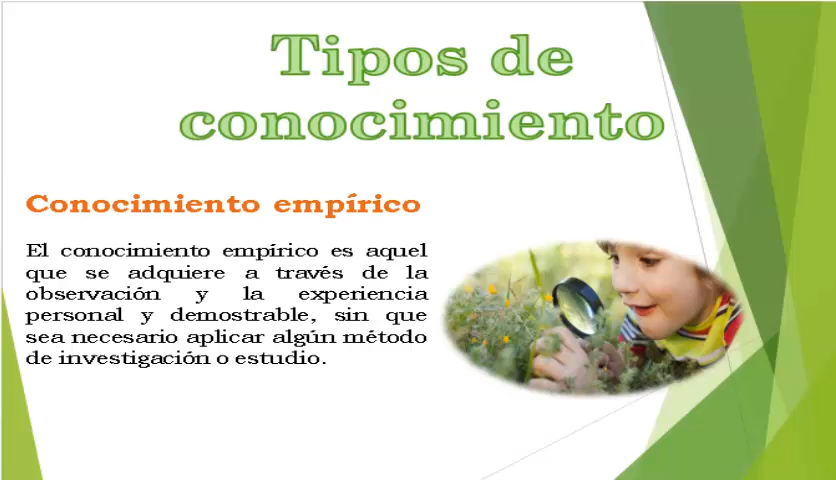 Tipos de
conocimiento
Conocimiento empírico
El conocimiento empírico es aquel
que se adquiere a través de la
observación y la experiencia
personal y demostrable, sin que
sea necesario aplicar algún método
de investigación o estudio.